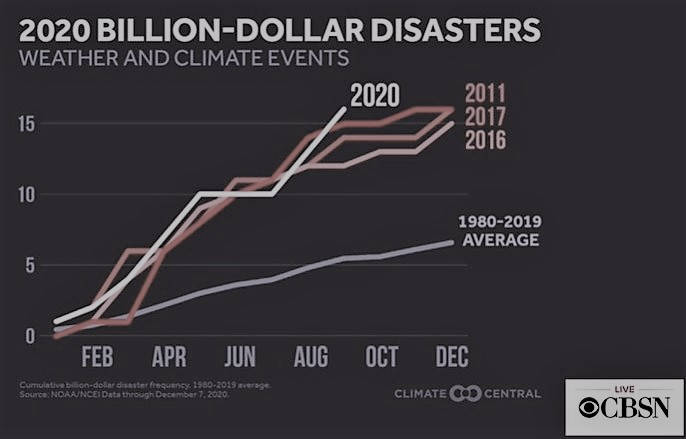 2020 BILLION-DOLLAR DISASTERS
WEATHER AND CLIMATE EVENTS
2020
2011
2017
2016
15
10
1980-2019
AVERAGE
5
0
FEB APR JUN AUG OCT DEC
Cumulative billion-dollar disaster frequency, 1980-2019 average.
Source: NOAA/NCEI Data through December 7, 2020.
CLIMATE CENTRAL
LIVE
CBSN